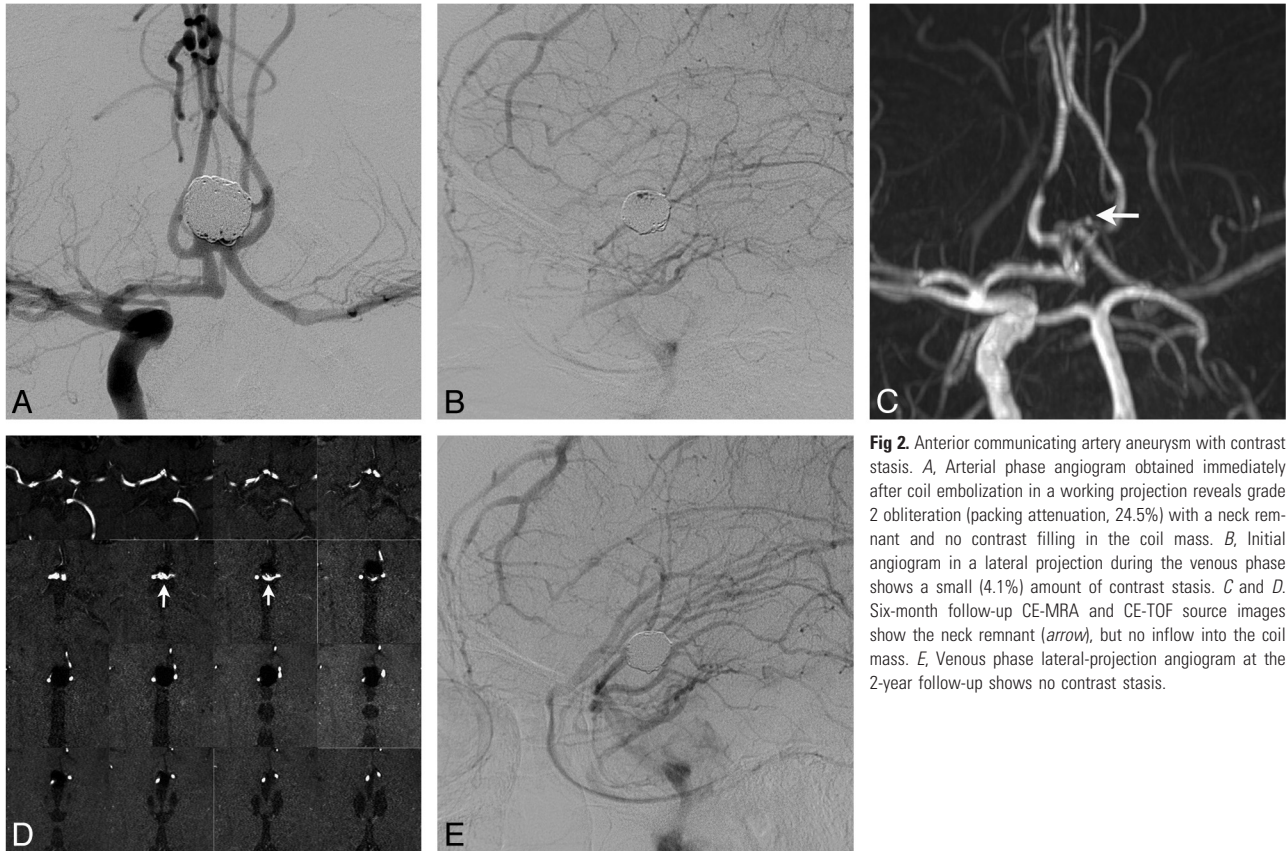 A
B
C
D
E
Fig 2. Anterior communicating artery aneurysm with contrast
stasis. A, Arterial phase angiogram obtained immediately
after coil embolization in a working projection reveals grade
2 obliteration (packing attenuation, 24.5%) with a neck rem-
nant and no contrast filling in the coil mass. B, Initial
angiogram in a lateral projection during the venous phase
shows a small (4.1%) amount of contrast stasis. C and D.
Six-month follow-up CE-MRA and CE-TOF source images
show the neck remnant (arrow), but no inflow into the coil
mass. E, Venous phase lateral-projection angiogram at the
2-year follow-up shows no contrast stasis.